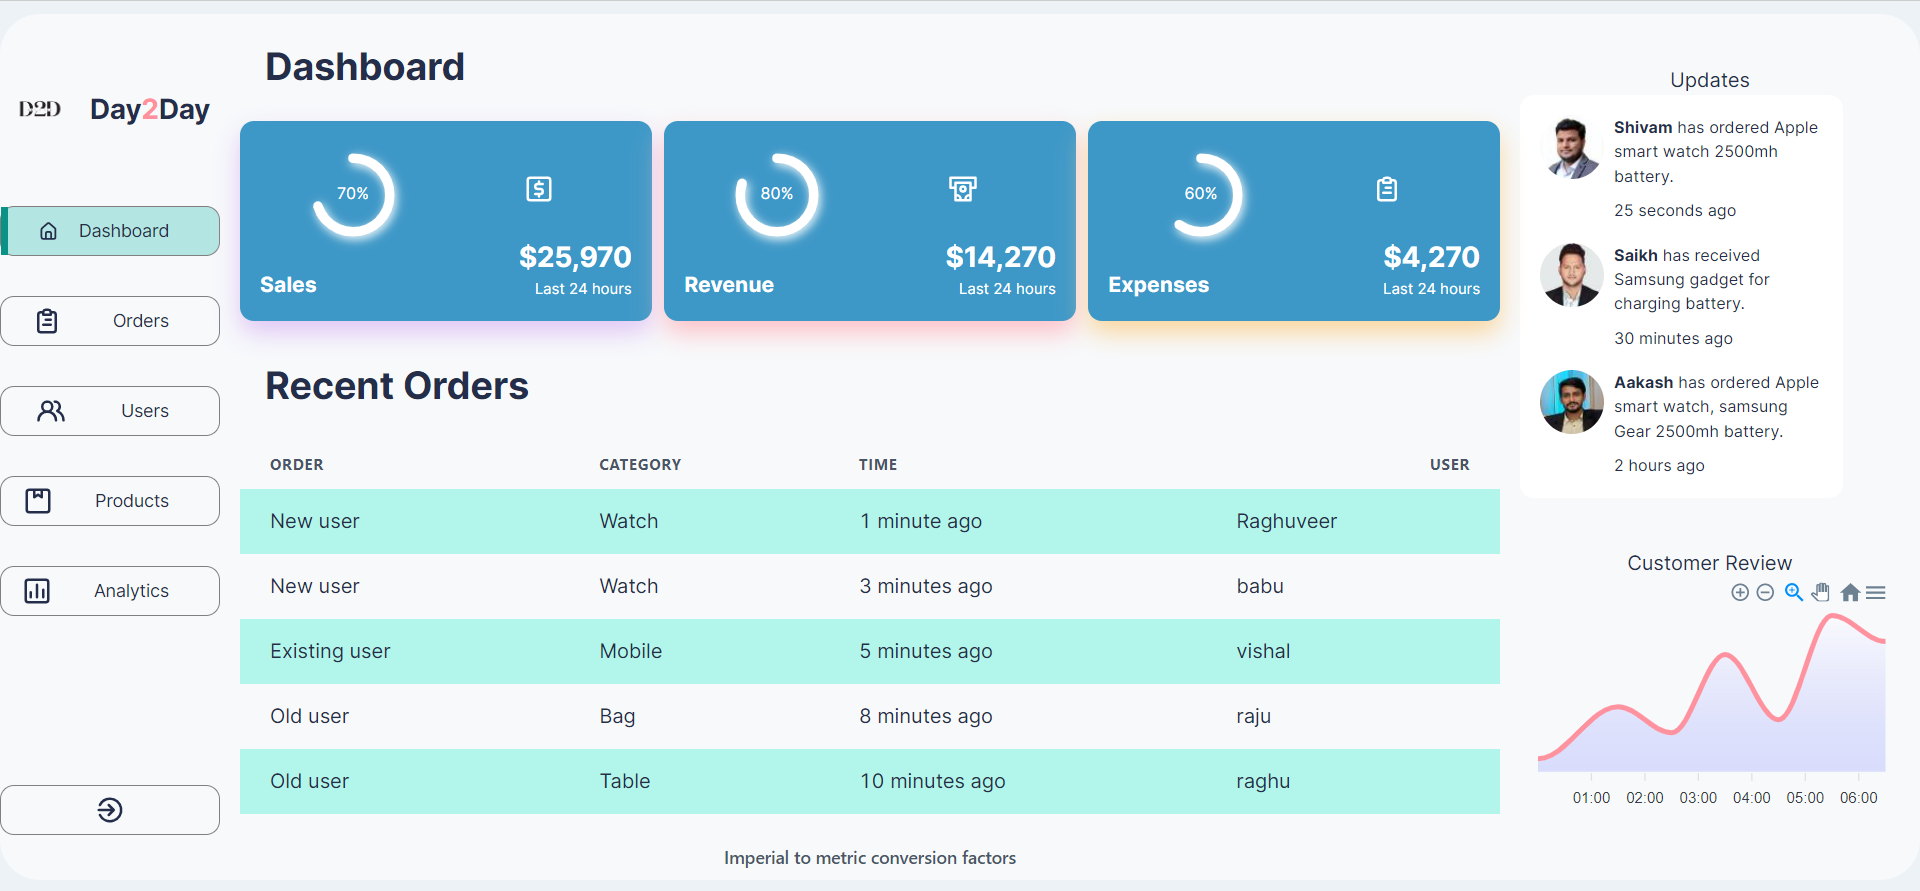 D2D
Day2Day
Dashboard
Orders
Users
Products
Analytics
Dashboard
70%
$25,970
Sales
Last 24 hours
80%
$14,270
Revenue
Last 24 hours
60%
$4,270
Expenses
Last 24 hours
Recent Orders
ORDER CATEGORY TIME USER
New user Watch 1 minute ago Raghuveer
New user Watch 3 minutes ago babu
Existing user Mobile 5 minutes ago vishal
Old user Bag 8 minutes ago raju
Old user Table 10 minutes ago raghu
Imperial to metric conversion factors
Updates
Shivam has ordered Apple
smart watch 2500mh
battery.
25 seconds ago
Saikh has received
Samsung gadget for
charging battery.
30 minutes ago
Aakash has ordered Apple
smart watch, samsung
Gear 2500mh battery.
2 hours ago
Customer Review
01:00 02:00 03:00 04:00 05:00 06:00